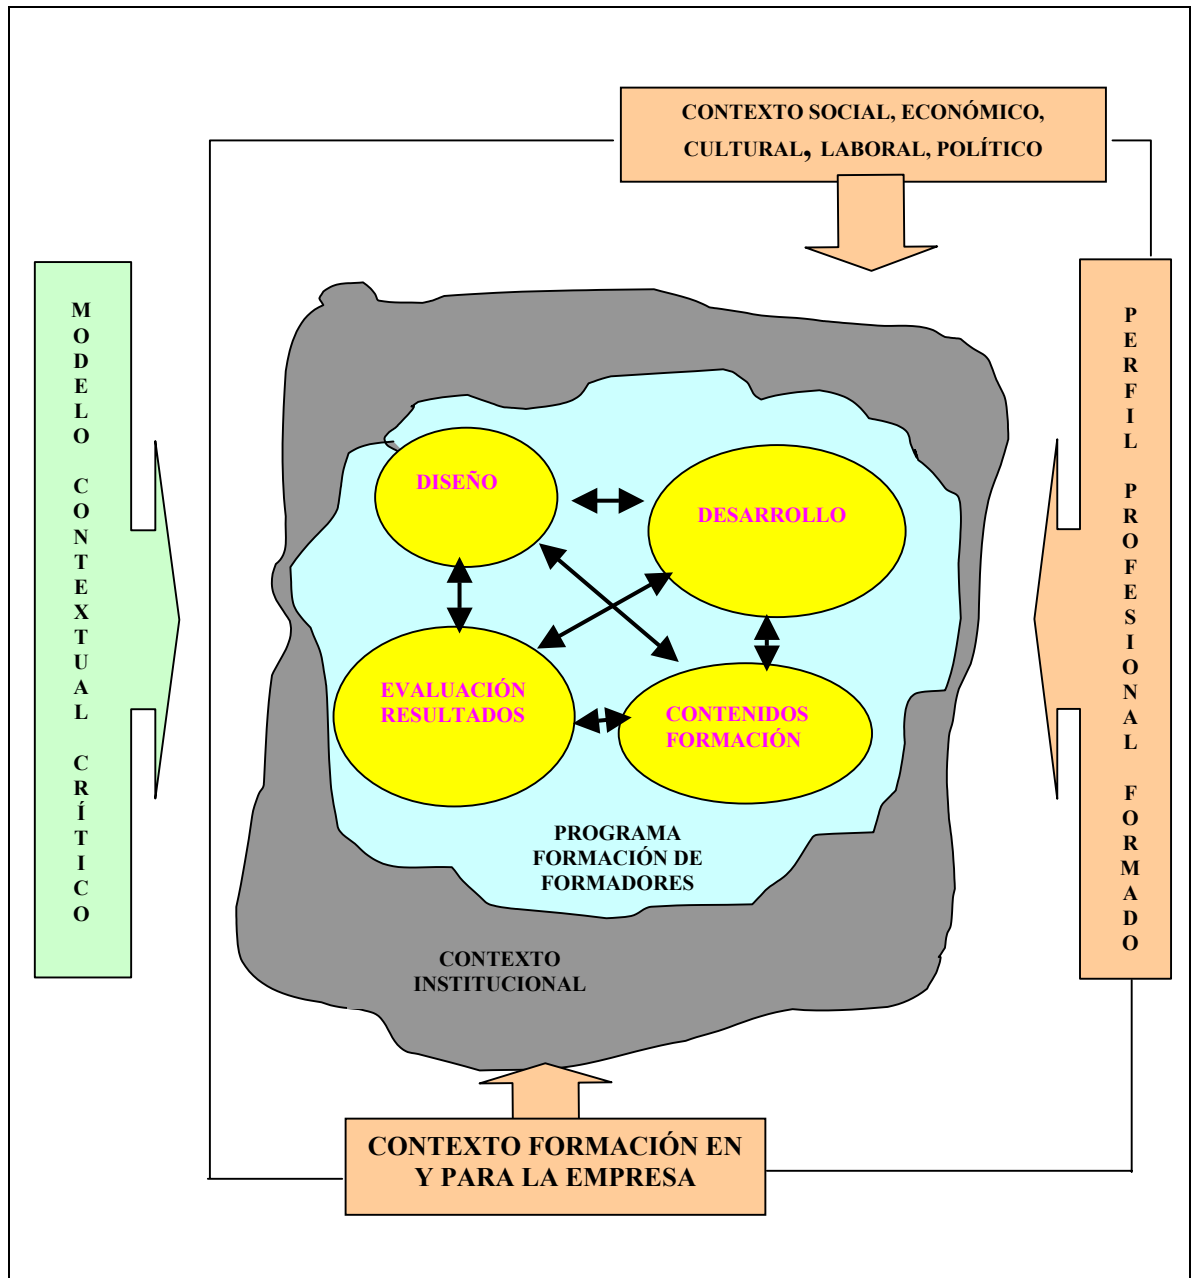 CONTEXTO SOCIAL, ECONÓMICO,
CULTURAL, LABORAL, POLÍTICO
MODELO CONTEXTUAL CRÍTICO
PERFIL PROFESIONAL FORMADO
DISEÑO
DESARROLLO
EVALUACIÓN
RESULTADOS
CONTENIDOS
FORMACIÓN
PROGRAMA
FORMACIÓN DE
FORMADORES
CONTEXTO
INSTITUCIONAL
CONTEXTO FORMACIÓN EN
Y PARA LA EMPRESA